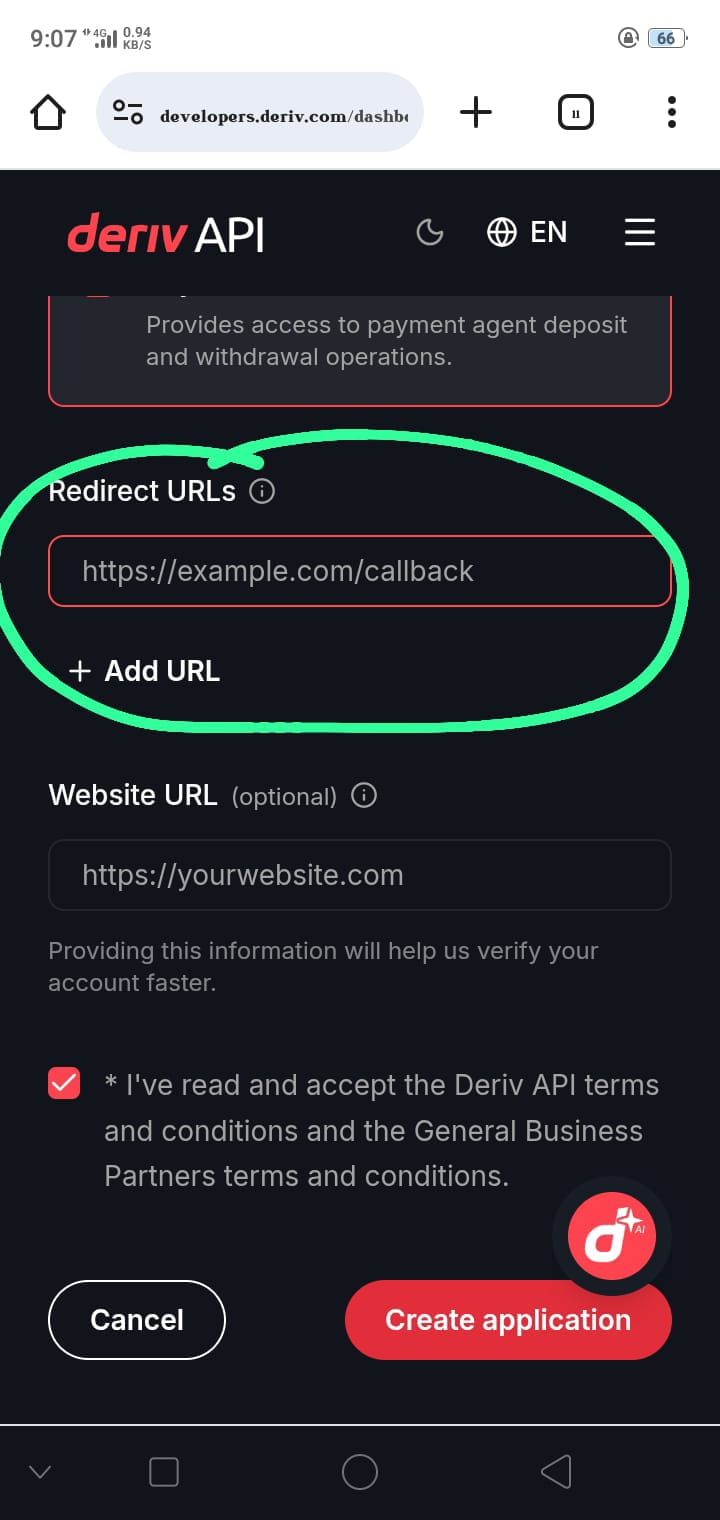 9:07 4G 0.94 KB/S 66
developers.deriv.com/dashb
11
deriv API EN
Provides access to payment agent deposit
and withdrawal operations.
Redirect URLs
https://example.com/callback
+ Add URL
Website URL (optional)
https://yourwebsite.com
Providing this information will help us verify your
account faster.
* I've read and accept the Deriv API terms
and conditions and the General Business
Partners terms and conditions.
AI
Cancel
Create application